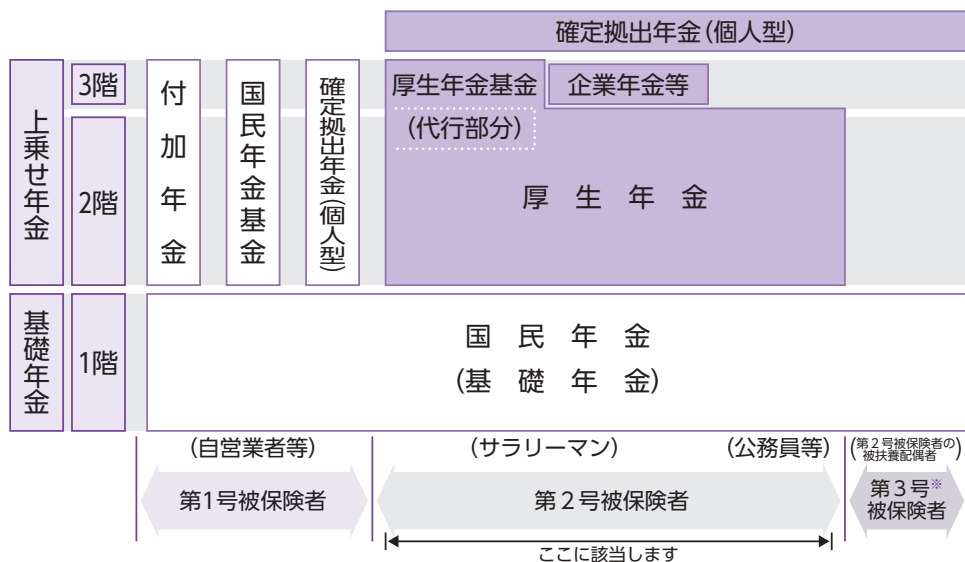 確定拠出年金(個人型)
上乗せ年金
3階
2階
付加年金
国民年金基金
確定拠出年金(個人型)
厚生年金基金
(代行部分)
企業年金等
厚生年金
基礎年金
1階
国民年金
(基礎年金)
(自営業者等)
(サラリーマン)
(公務員等)
(第2号被保険者の
被扶養配偶者)
第1号被保険者
第2号被保険者
第3号※
被保険者
ここに該当します